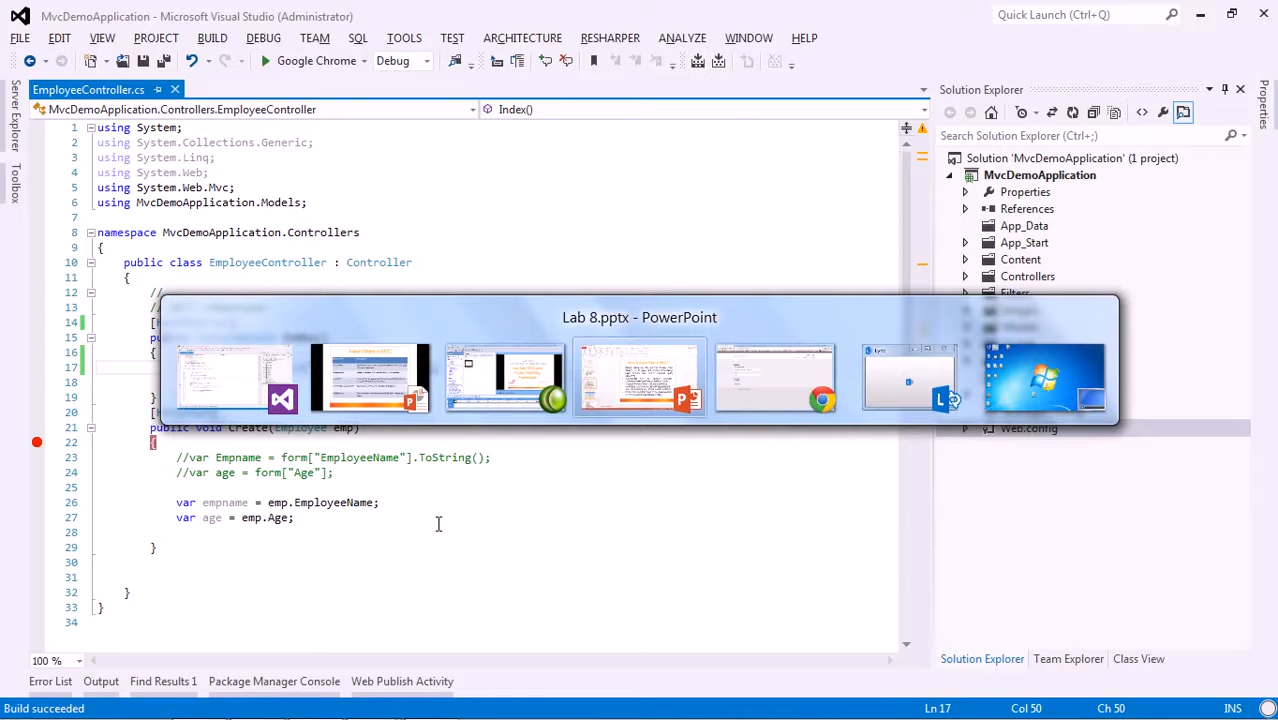 MvcDemoApplication - Microsoft Visual Studio (Administrator)
Quick Launch (Ctrl+Q)
FILE EDIT VIEW PROJECT BUILD DEBUG TEAM SQL TOOLS TEST ARCHITECTURE RESHARPER ANALYZE WINDOW HELP
Google Chrome Debug
EmployeeController.cs
MvcDemoApplication.Controllers.EmployeeController
Index()
Server Explorer
Toolbox
1 using System;
2 using System.Collections.Generic;
3 using System.Linq;
4 using System.Web;
5 using System.Web.Mvc;
6 using MvcDemoApplication.Models;
7
8 namespace MvcDemoApplication.Controllers
9 {
10 public class EmployeeController : Controller
11 {
12 //
13 /
14 [
15
16 {
17
18
19 }
20 [
21 public void Create(Employee emp)
22 {
23 //var Empname = form["EmployeeName"].ToString();
24 //var age = form["Age"];
25
26 var empname = emp.EmployeeName;
27 var age = emp.Age;
28
29 }
30
31
32 }
33 }
34
Lab 8.pptx - PowerPoint
100 %
Solution Explorer
Search Solution Explorer (Ctrl+;)
Solution 'MvcDemoApplication' (1 project)
MvcDemoApplication
Properties
References
App_Data
App_Start
Content
Controllers
Filters
Web.config
Solution Explorer Team Explorer Class View
Properties
Error List Output Find Results 1 Package Manager Console Web Publish Activity
Build succeeded Ln 17 Col 50 Ch 50 INS